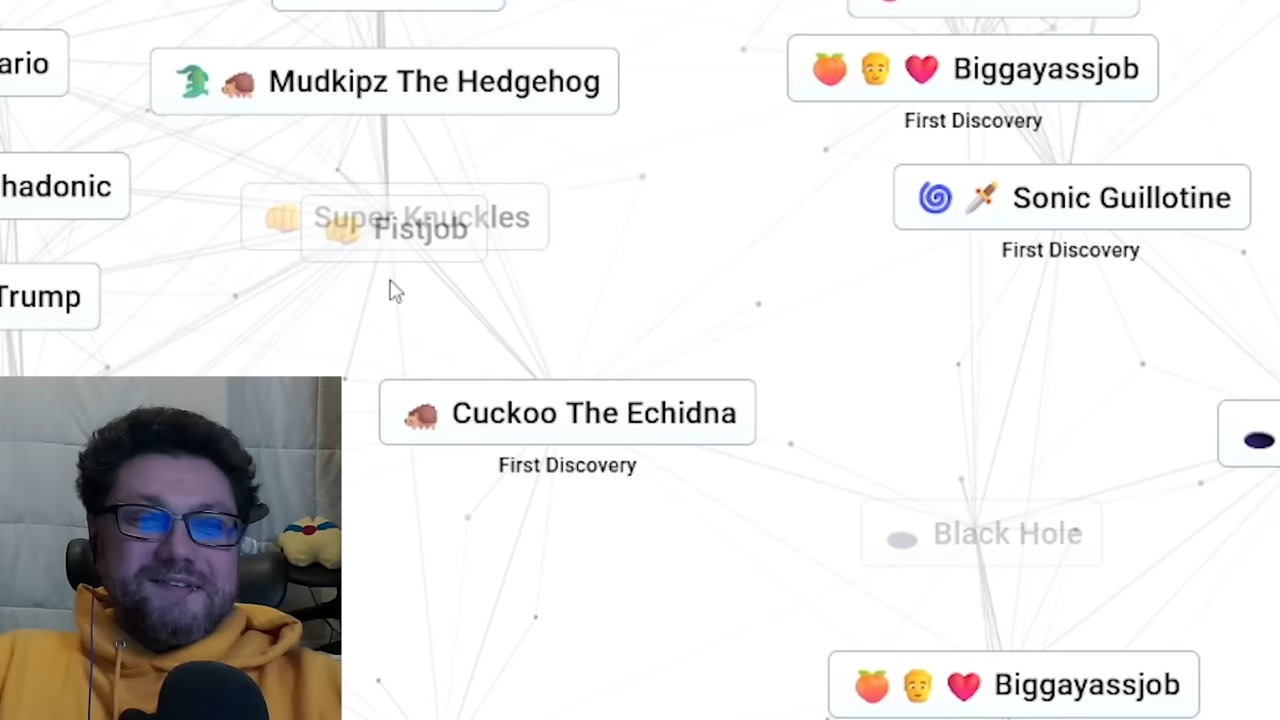 ario
Mudkipz The Hedgehog
Biggayassjob
First Discovery
hadonic
Sonic Guillotine
First Discovery
Super Knuckles
Fistjob
Trump
Cuckoo The Echidna
First Discovery
Black Hole
Biggayassjob